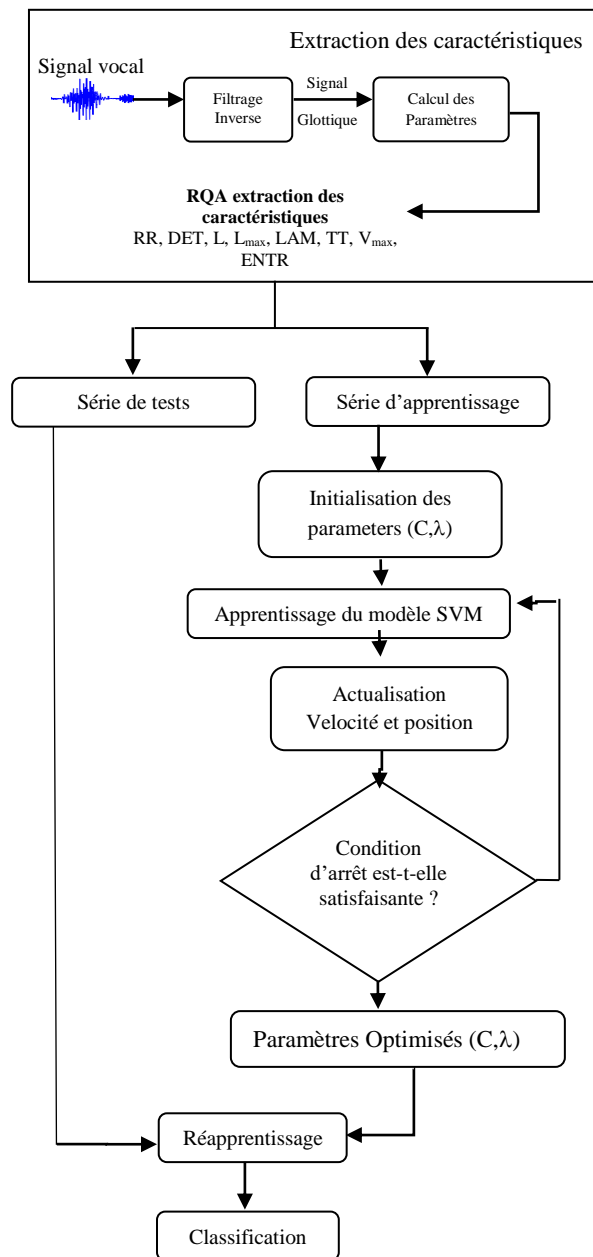 Extraction des caractéristiques
Signal vocal
Filtrage
Inverse
Signal
Glottique
Calcul des
Paramètres
RQA extraction des
caractéristiques
RR, DET, L, Lmax, LAM, TT, Vmax,
ENTR
Série de tests
Série d'apprentissage
Initialisation des
parameters (C,λ)
Apprentissage du modèle SVM
Actualisation
Velocité et position
Condition
d'arrêt est-t-elle
satisfaisante ?
Paramètres Optimisés (C,λ)
Réapprentissage
Classification